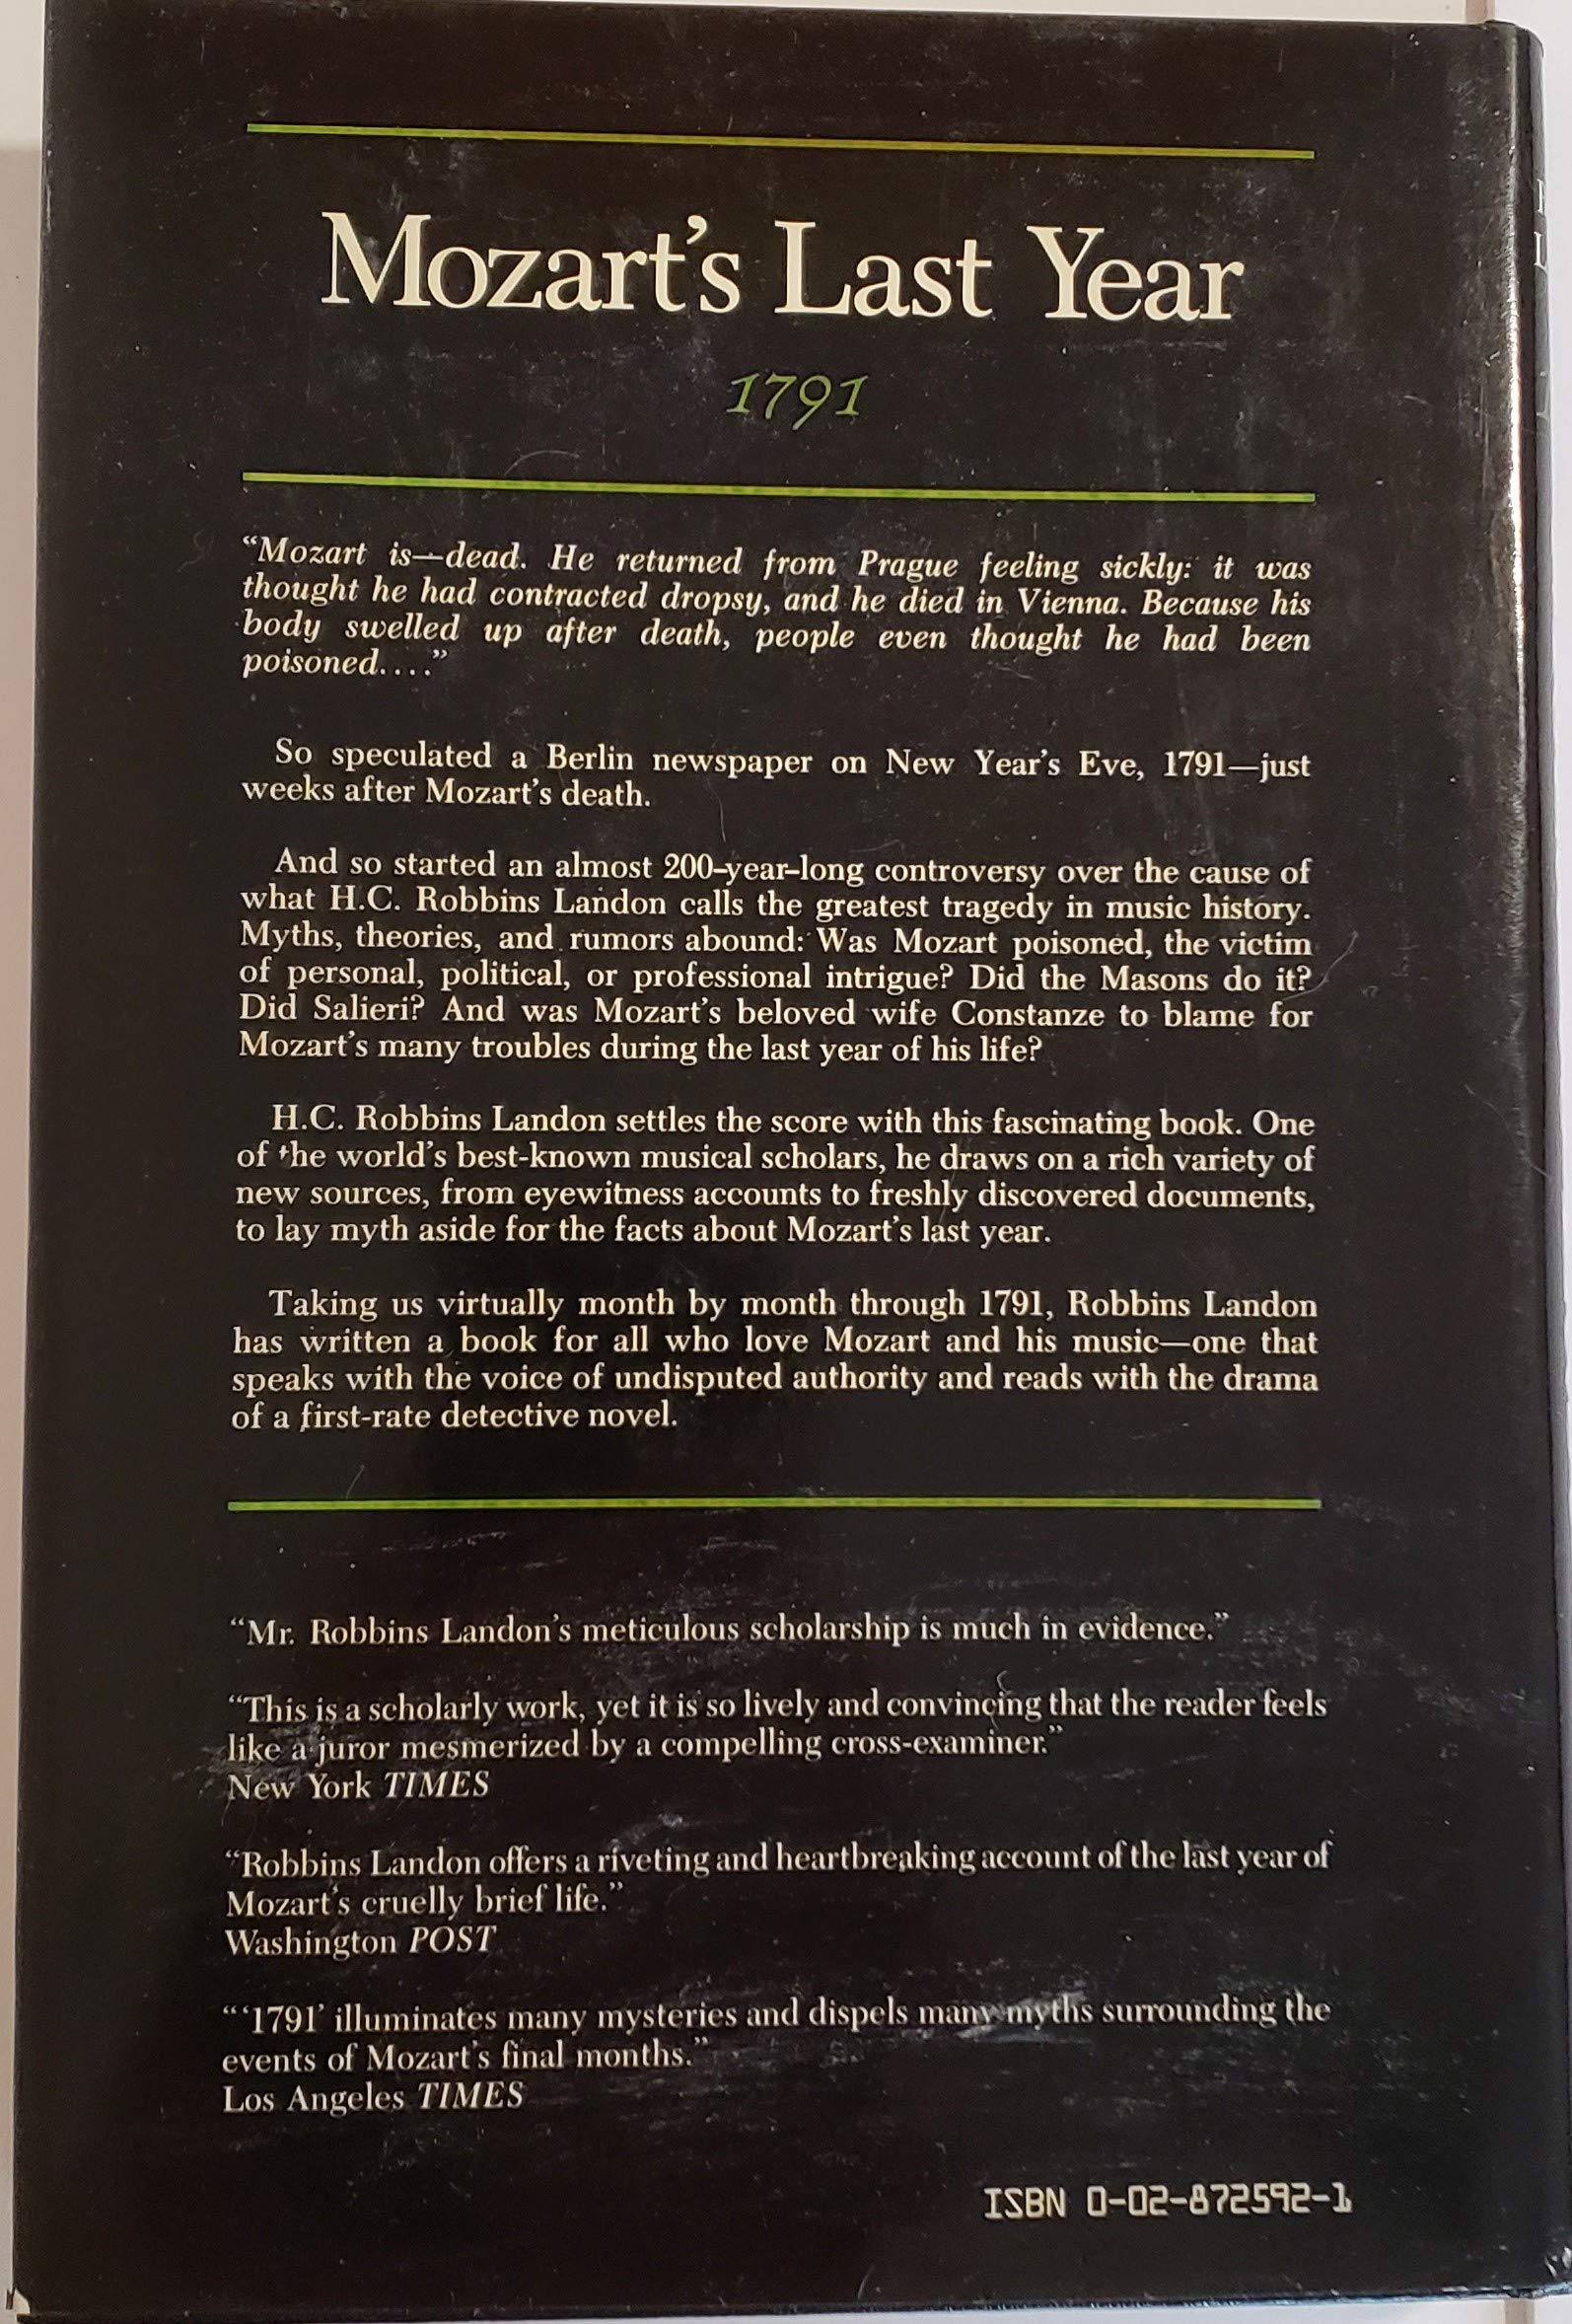 Mozart's Last Year
1791
“Mozart is—dead. He returned from Prague feeling sickly: it was
thought he had contracted dropsy, and he died in Vienna. Because his
body swelled up after death, people even thought he had been
poisoned....”
So speculated a Berlin newspaper on New Year's Eve, 1791—just
weeks after Mozart's death.
And so started an almost 200-year-long controversy over the cause of
what H.C. Robbins Landon calls the greatest tragedy in music history.
Myths, theories, and rumors abound: Was Mozart poisoned, the victim
of personal, political, or professional intrigue? Did the Masons do it?
Did Salieri? And was Mozart's beloved wife Constanze to blame for
Mozart's many troubles during the last year of his life?
H.C. Robbins Landon settles the score with this fascinating book. One
of the world's best-known musical scholars, he draws on a rich variety of
new sources, from eyewitness accounts to freshly discovered documents,
to lay myth aside for the facts about Mozart's last year.
Taking us virtually month by month through 1791, Robbins Landon
has written a book for all who love Mozart and his music—one that
speaks with the voice of undisputed authority and reads with the drama
of a first-rate detective novel.
“Mr. Robbins Landon's meticulous scholarship is much in evidence.”
“This is a scholarly work, yet it is so lively and convincing that the reader feels
like a juror mesmerized by a compelling cross-examiner.”
New York TIMES
“Robbins Landon offers a riveting and heartbreaking account of the last year of
Mozart's cruelly brief life.”
Washington POST
“‘1791’ illuminates many mysteries and dispels many myths surrounding the
events of Mozart's final months.”
Los Angeles TIMES
ISBN 0-02-872592-1